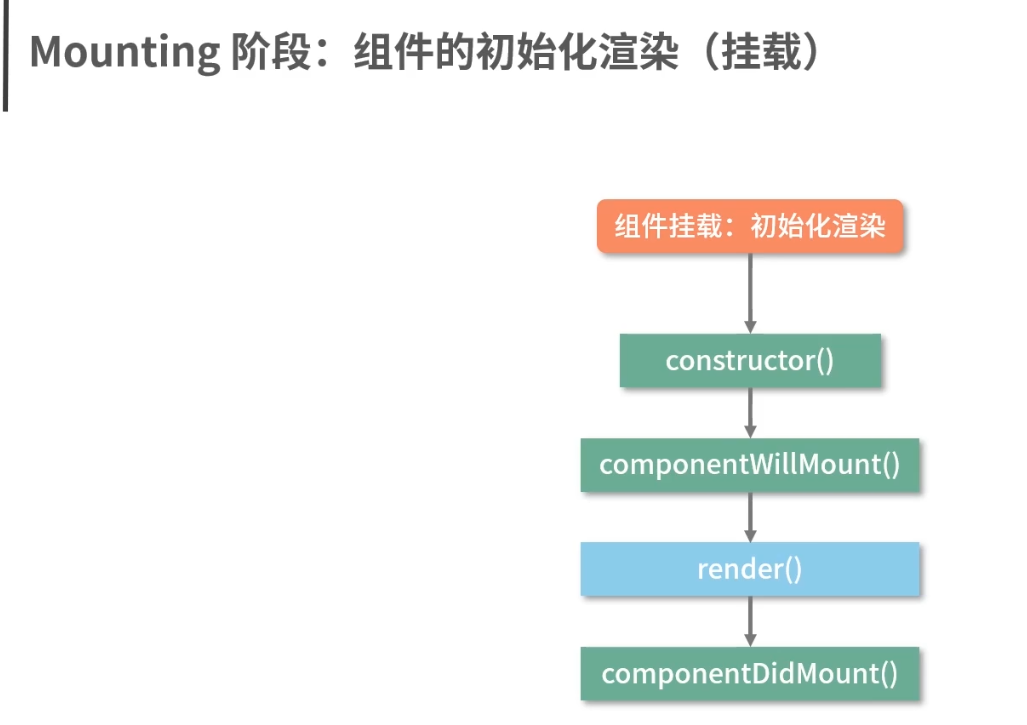 Mounting 阶段：组件的初始化渲染（挂载）
组件挂载：初始化渲染
constructor()
componentWillMount()
render()
componentDidMount()